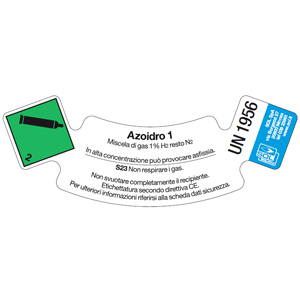 2
Azoidro 1
Miscela di gas 1% H2 resto N2
In alta concentrazione può provocare asfissia.
S23 Non respirare i gas.
Non svuotare completamente il recipiente.
Etichettatura secondo direttiva CE.
Per ulteriori informazioni riferirsi alla scheda dati sicurezza.
UN 1956
SOL SpA